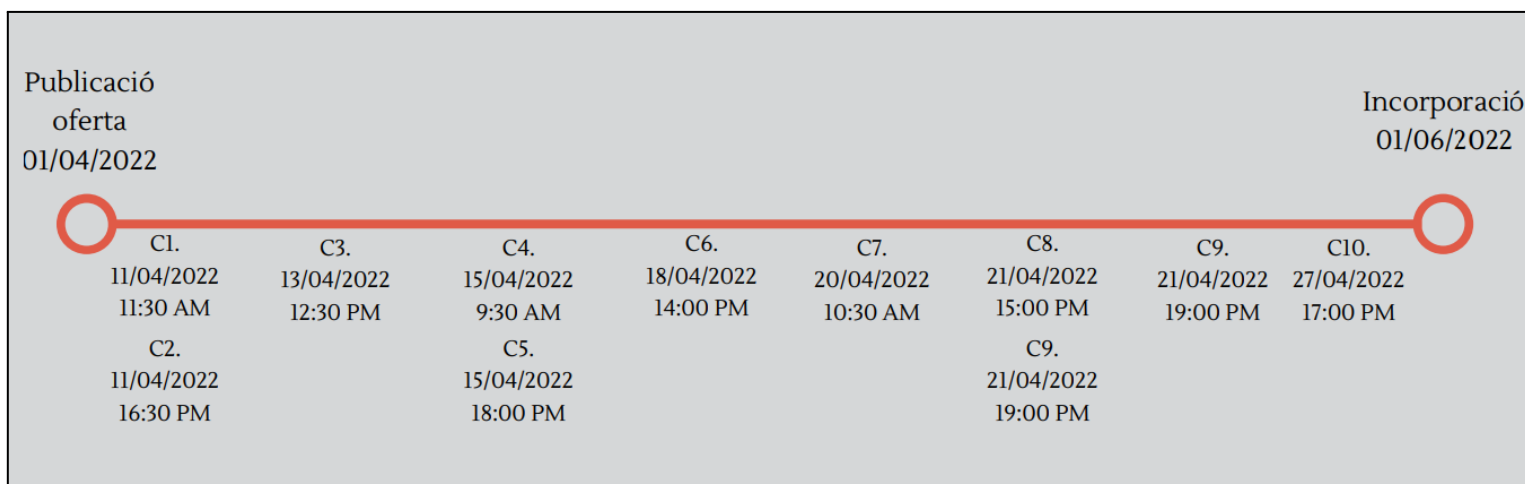 Publicació
oferta
01/04/2022
Incorporació
01/06/2022
C1.
11/04/2022
11:30 AM
C2.
11/04/2022
16:30 PM
C3.
13/04/2022
12:30 PM
C4.
15/04/2022
9:30 AM
C5.
15/04/2022
18:00 PM
C6.
18/04/2022
14:00 PM
C7.
20/04/2022
10:30 AM
C8.
21/04/2022
15:00 PM
C9.
21/04/2022
19:00 PM
C9.
21/04/2022
19:00 PM
C10.
27/04/2022
17:00 PM